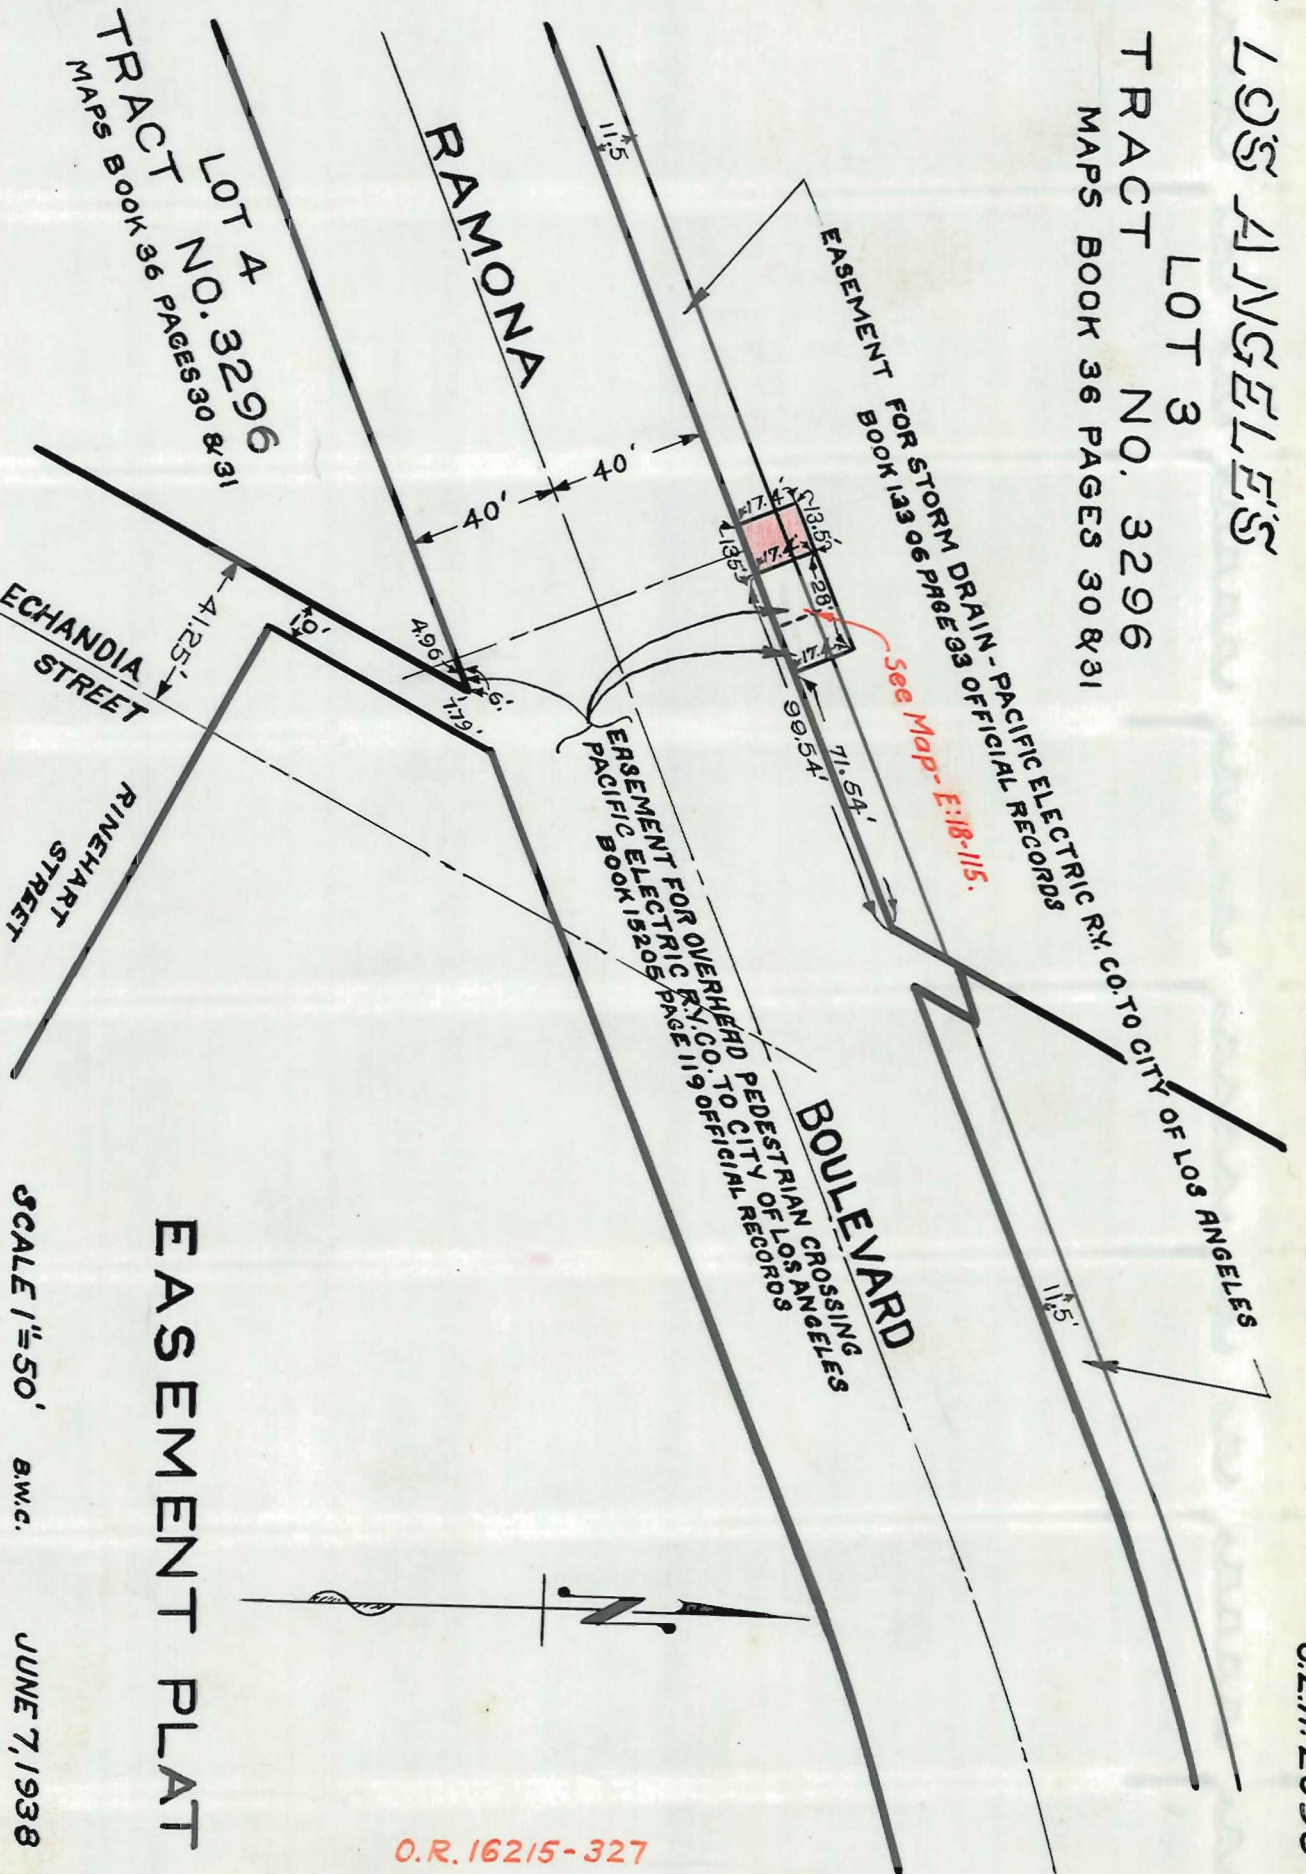 LOS ANGELES
LOT 3
TRACT NO. 3296
MAPS BOOK 36 PAGES 30 & 31
EASEMENT FOR STORM DRAIN - PACIFIC ELECTRIC RY. CO. TO CITY OF LOS ANGELES
BOOK 13306 PAGE 33 OFFICIAL RECORDS
11.5
11.5'
RAMONA
BOULEVARD
40'
40'
17.4'
13.5'
17.4'
13.5'
28'
17.4
See Map - E:18-115.
71.54'
99.54'
LOT 4
TRACT NO. 3296
MAPS BOOK 36 PAGES 30 & 31
4.96'
6'
7.79'
10'
41.25'
ECHANDIA
STREET
RINEHART
STREET
EASEMENT FOR OVERHEAD PEDESTRIAN CROSSING
PACIFIC ELECTRIC RY. CO. TO CITY OF LOS ANGELES
BOOK 15205 PAGE 119 OFFICIAL RECORDS
N
EASEMENT PLAT
SCALE 1"=50' B.W.C. JUNE 7, 1938
O.R. 16215-327